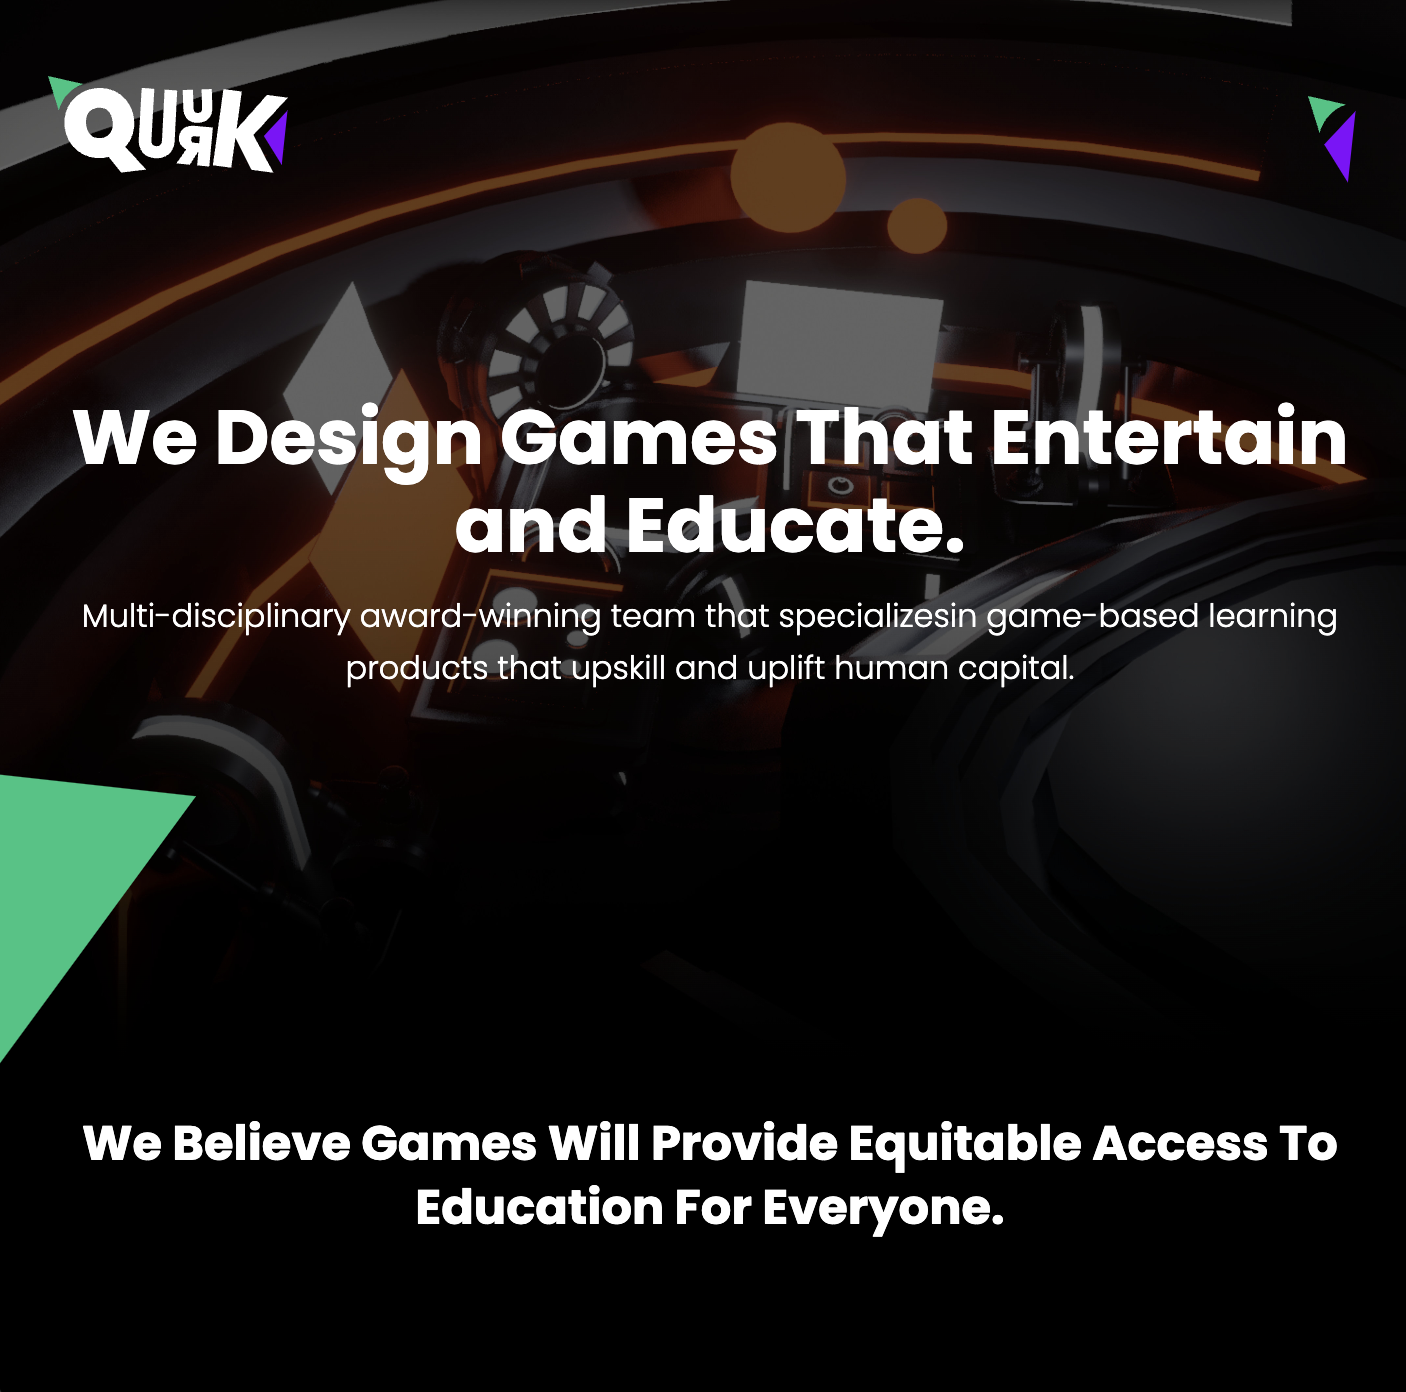 QUURK
We Design Games That Entertain
and Educate.
Multi-disciplinary award-winning team that specializesin game-based learning
products that upskill and uplift human capital.
We Believe Games Will Provide Equitable Access To
Education For Everyone.